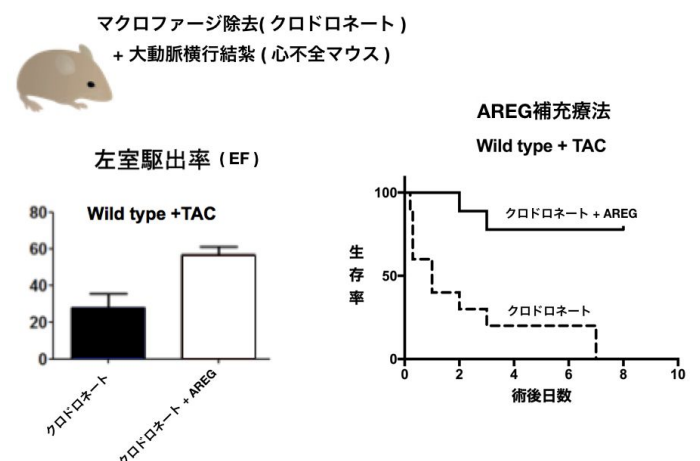 マクロファージ除去( クロドロネート )
+ 大動脈横行結紮 ( 心不全マウス )
左室駆出率 ( EF )
Wild type +TAC
80
60
40
20
0
クロドロネート
クロドロネート + AREG
AREG補充療法
Wild type + TAC
生存率
100
50
0
クロドロネート + AREG
クロドロネート
0 2 4 6 8 10
術後日数